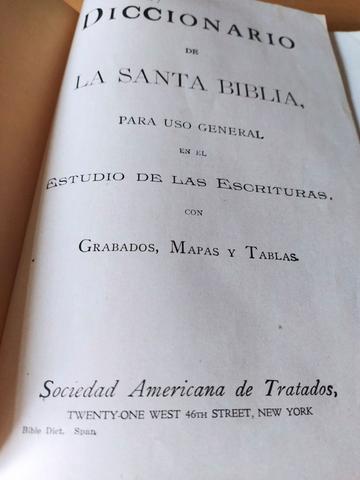 DICCIONARIO
DE
LA SANTA BIBLIA,
PARA USO GENERAL
EN EL
ESTUDIO DE LAS ESCRITURAS.
CON
GRABADOS, MAPAS Y TABLAS.
Sociedad Americana de Tratados,
TWENTY-ONE WEST 46TH STREET, NEW YORK
Bible Dict. Span.